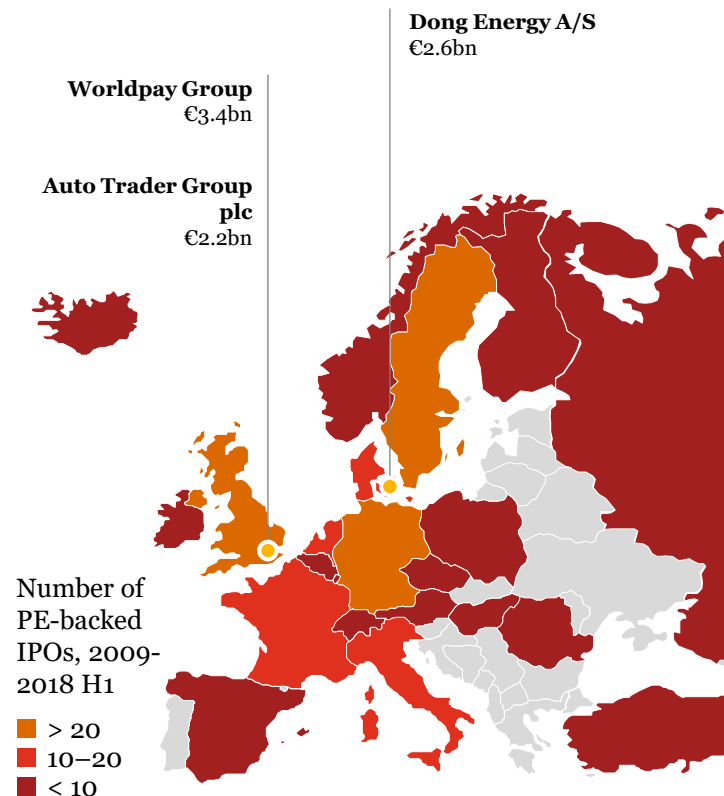 Dong Energy A/S
€2.6bn
Worldpay Group
€3.4bn
Auto Trader Group
plc
€2.2bn
Number of
PE-backed
IPOs, 2009-
2018 H1
> 20
10–20
< 10